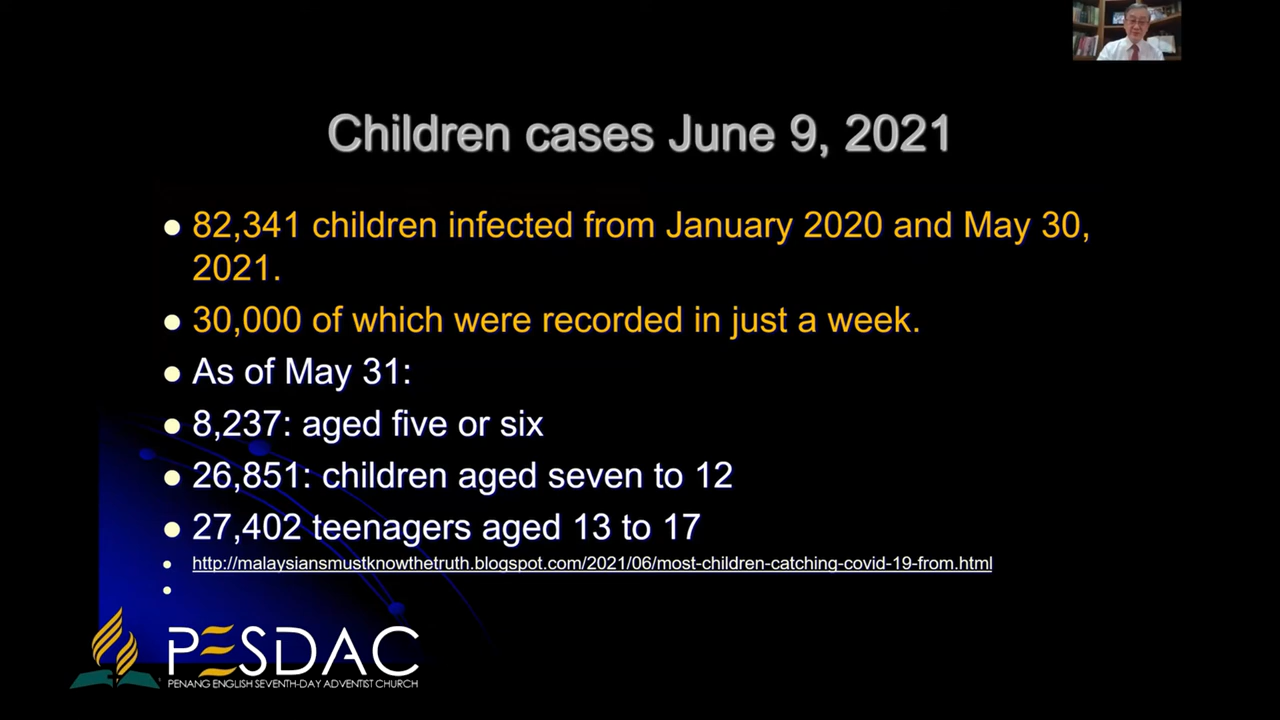 Children cases June 9, 2021
82,341 children infected from January 2020 and May 30,
2021.
30,000 of which were recorded in just a week.
As of May 31:
8,237: aged five or six
26,851: children aged seven to 12
27,402 teenagers aged 13 to 17
http://malaysiansmustknowthetruth.blogspot.com/2021/06/most-children-catching-covid-19-from.html
PESDAC
PENANG ENGLISH SEVENTH-DAY ADVENTIST CHURCH